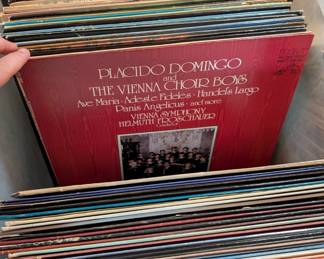 PLACIDO DOMINGO
and
THE VIENNA CHOIR BOYS
Ave Maria · Adeste Fideles · Handel's Largo
Panis Angelicus · and more
VIENNA SYMPHONY
HELMUTH FROSCHAUER